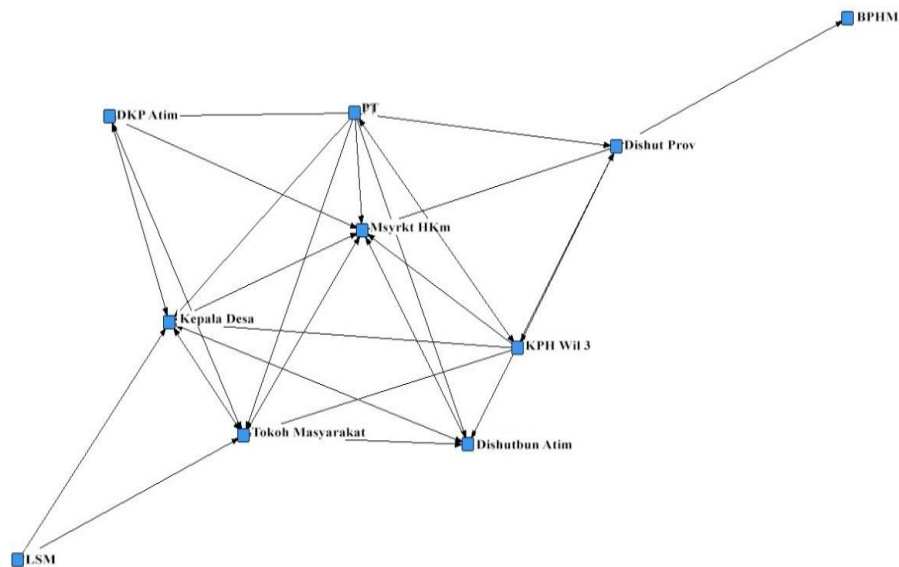 BPHM
DKP Atim
PT
Dishut Prov
Msyrkt HKm
Kepala Desa
KPH Wil 3
Tokoh Masyarakat
Dishutbun Atim
LSM